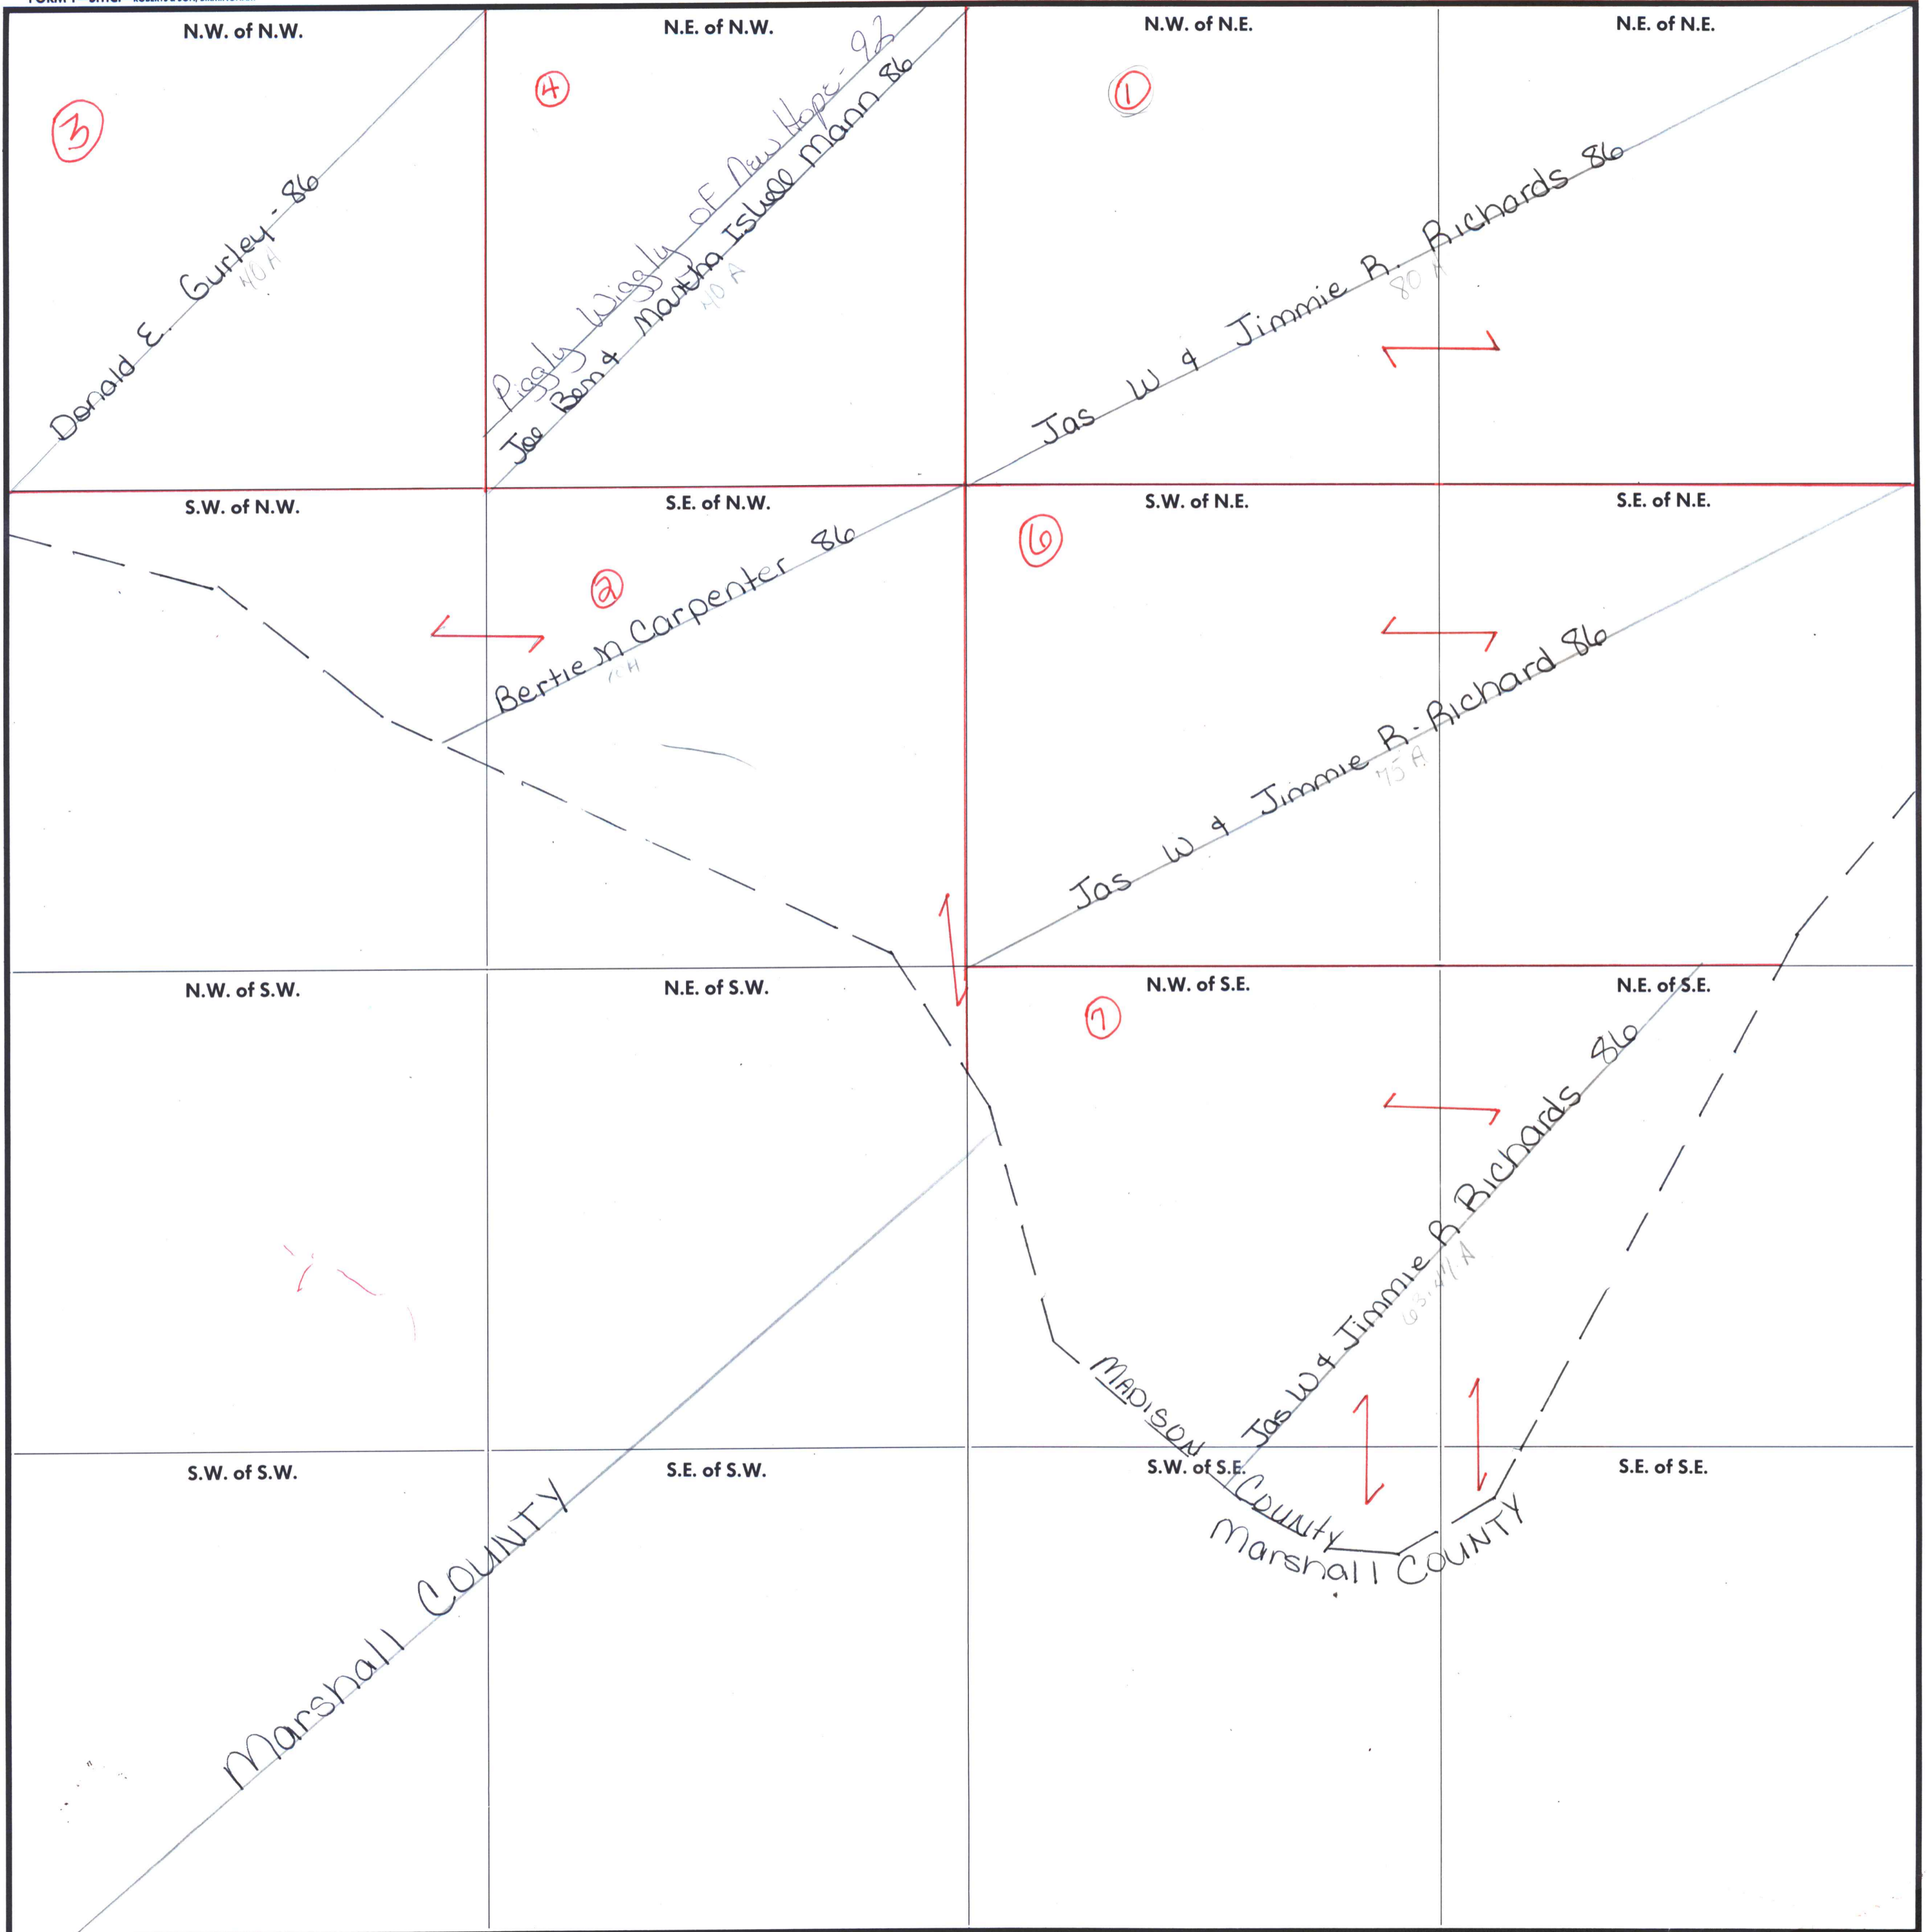 N.W. of N.W.
3
Donald E. Gurley - 86
40 A
N.E. of N.W.
4
Piggly Wiggly of New Hope - 92
Joe Ben & Martha Isbell Mann 86
40 A
N.W. of N.E.
1
N.E. of N.E.
Jas W & Jimmie R. Richards 86
80 A
S.W. of N.W.
S.E. of N.W.
2
Bertie M Carpenter 86
S.W. of N.E.
6
S.E. of N.E.
Jas W & Jimmie R. Richard 86
75 A
N.W. of S.W.
N.E. of S.W.
N.W. of S.E.
7
N.E. of S.E.
Jas W & Jimmie R Richards 86
S.W. of S.W.
S.E. of S.W.
Marshall COUNTY
S.W. of S.E.
S.E. of S.E.
MADISON County
Marshall COUNTY